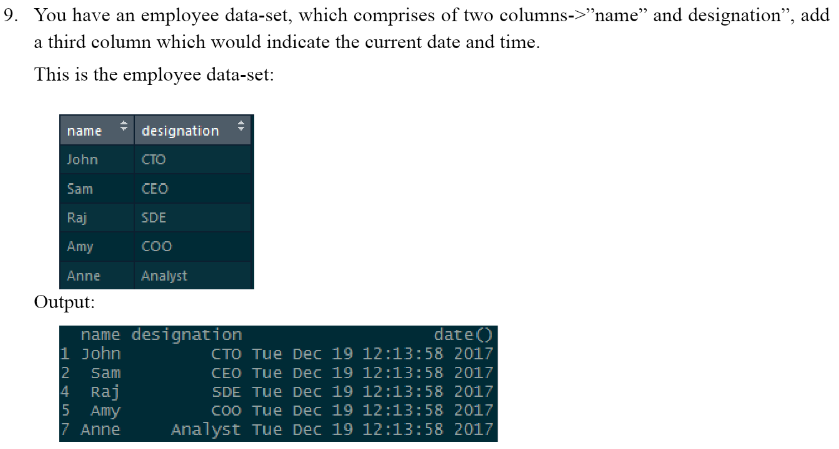 9. You have an employee data-set, which comprises of two columns->”name” and designation”, add
a third column which would indicate the current date and time.
This is the employee data-set:
name designation
John CTO
Sam CEO
Raj SDE
Amy COO
Anne Analyst
Output:
name designation date()
1 John CTO Tue Dec 19 12:13:58 2017
2 Sam CEO Tue Dec 19 12:13:58 2017
4 Raj SDE Tue Dec 19 12:13:58 2017
5 Amy COO Tue Dec 19 12:13:58 2017
7 Anne Analyst Tue Dec 19 12:13:58 2017